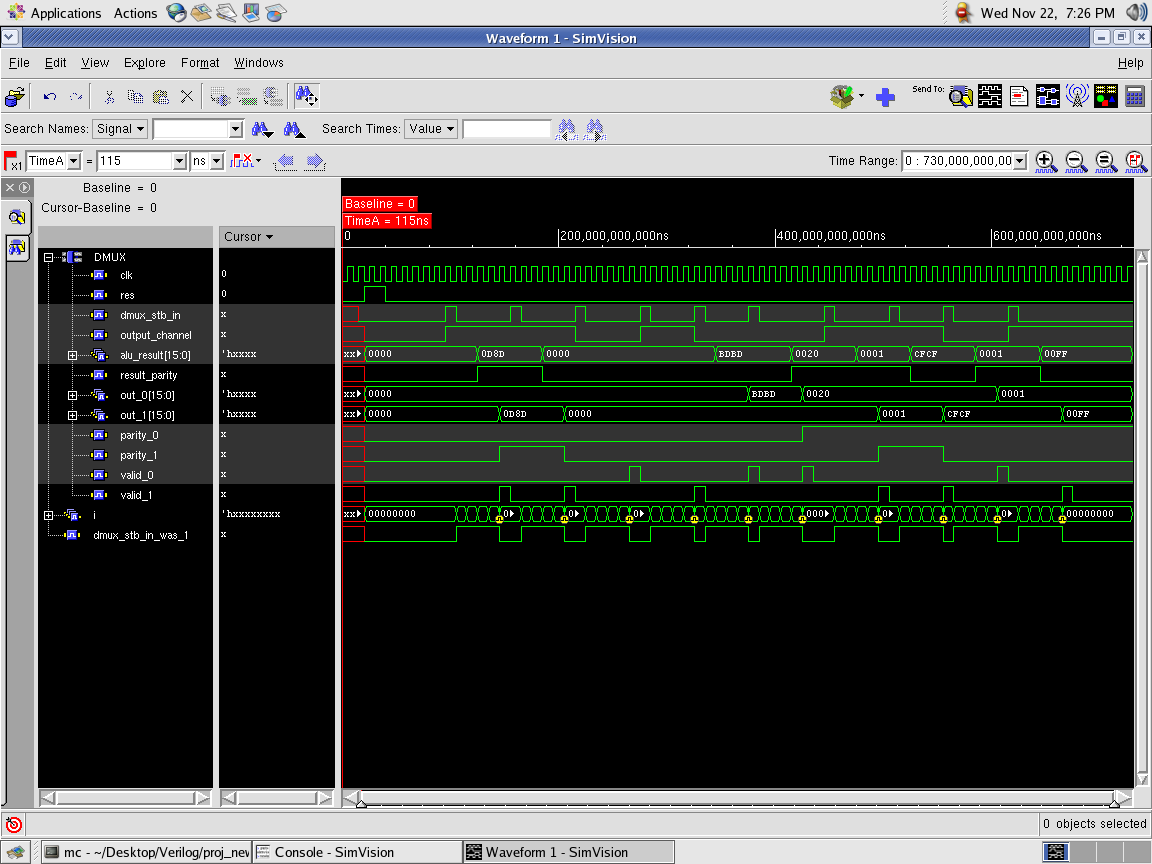 Applications Actions Wed Nov 22, 7:26 PM
Waveform 1 - SimVision
File Edit View Explore Format Windows Help
Send To:
Search Names: Signal Search Times: Value
x1 TimeA = 115 ns Time Range: 0 : 730,000,000,00
Baseline = 0
Cursor-Baseline = 0
Baseline = 0
TimeA = 115ns
Cursor 0 200,000,000,000ns 400,000,000,000ns 600,000,000,000ns
DMUX
clk 0
res 0
dmux_stb_in x
output_channel x
alu_result[15:0] 'hxxxx xx 0000 0D8D 0000 BDBD 0020 0001 CFCF 0001 00FF
result_parity x
out_0[15:0] 'hxxxx xx 0000 BDBD 0020 0001
out_1[15:0] 'hxxxx xx 0000 0D8D 0000 0001 CFCF 00FF
parity_0 x
parity_1 x
valid_0 x
valid_1 x
i 'hxxxxxxxx xx 00000000 0 0 0 000 0 0 00000000
dmux_stb_in_was_1 x
0 objects selected
mc - ~/Desktop/Verilog/proj_nev Console - SimVision Waveform 1 - SimVision